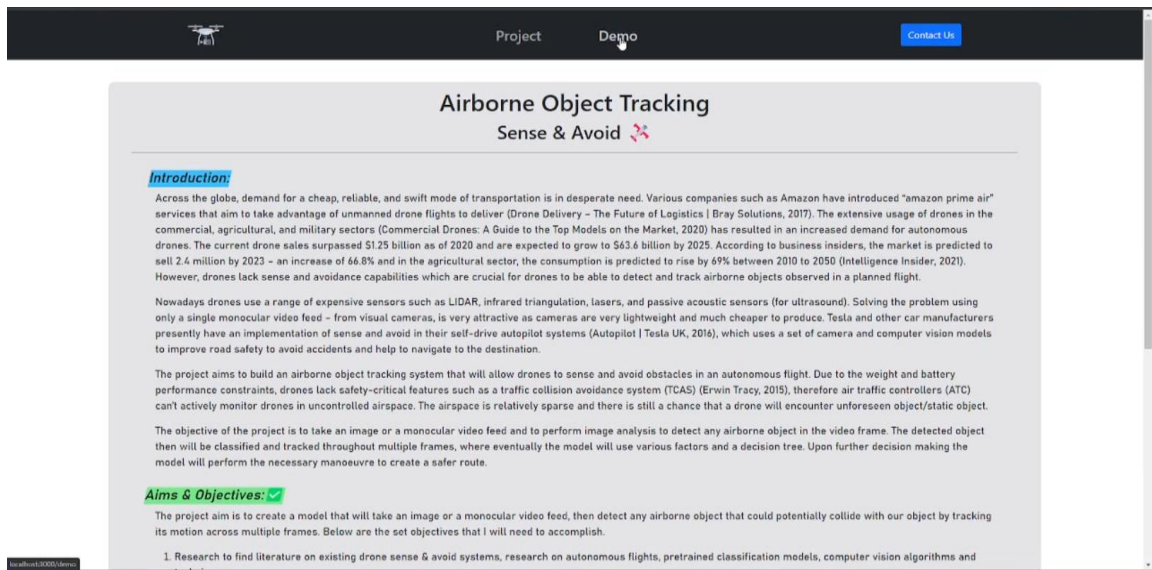 Project Demo Contact Us
Airborne Object Tracking
Sense & Avoid
Introduction:
Across the globe, demand for a cheap, reliable, and swift mode of transportation is in desperate need. Various companies such as Amazon have introduced “amazon prime air”
services that aim to take advantage of unmanned drone flights to deliver (Drone Delivery – The Future of Logistics | Bray Solutions, 2017). The extensive usage of drones in the
commercial, agricultural, and military sectors (Commercial Drones: A Guide to the Top Models on the Market, 2020) has resulted in an increased demand for autonomous
drones. The current drone sales surpassed $1.25 billion as of 2020 and are expected to grow to $63.6 billion by 2025. According to business insiders, the market is predicted to
sell 2.4 million by 2023 – an increase of 66.8% and in the agricultural sector, the consumption is predicted to rise by 69% between 2010 to 2050 (Intelligence Insider, 2021).
However, drones lack sense and avoidance capabilities which are crucial for drones to be able to detect and track airborne objects observed in a planned flight.
Nowadays drones use a range of expensive sensors such as LIDAR, infrared triangulation, lasers, and passive acoustic sensors (for ultrasound). Solving the problem using
only a single monocular video feed – from visual cameras, is very attractive as cameras are very lightweight and much cheaper to produce. Tesla and other car manufacturers
presently have an implementation of sense and avoid in their self-drive autopilot systems (Autopilot | Tesla UK, 2016), which uses a set of camera and computer vision models
to improve road safety to avoid accidents and help to navigate to the destination.
The project aims to build an airborne object tracking system that will allow drones to sense and avoid obstacles in an autonomous flight. Due to the weight and battery
performance constraints, drones lack safety-critical features such as a traffic collision avoidance system (TCAS) (Erwin Tracy, 2015), therefore air traffic controllers (ATC)
can't actively monitor drones in uncontrolled airspace. The airspace is relatively sparse and there is still a chance that a drone will encounter unforeseen object/static object.
The objective of the project is to take an image or a monocular video feed and to perform image analysis to detect any airborne object in the video frame. The detected object
then will be classified and tracked throughout multiple frames, where eventually the model will use various factors and a decision tree. Upon further decision making the
model will perform the necessary manoeuvre to create a safer route.
Aims & Objectives:
The project aim is to create a model that will take an image or a monocular video feed, then detect any airborne object that could potentially collide with our object by tracking
its motion across multiple frames. Below are the set objectives that I will need to accomplish.
1. Research to find literature on existing drone sense & avoid systems, research on autonomous flights, pretrained classification models, computer vision algorithms and
localhost:3000/demo